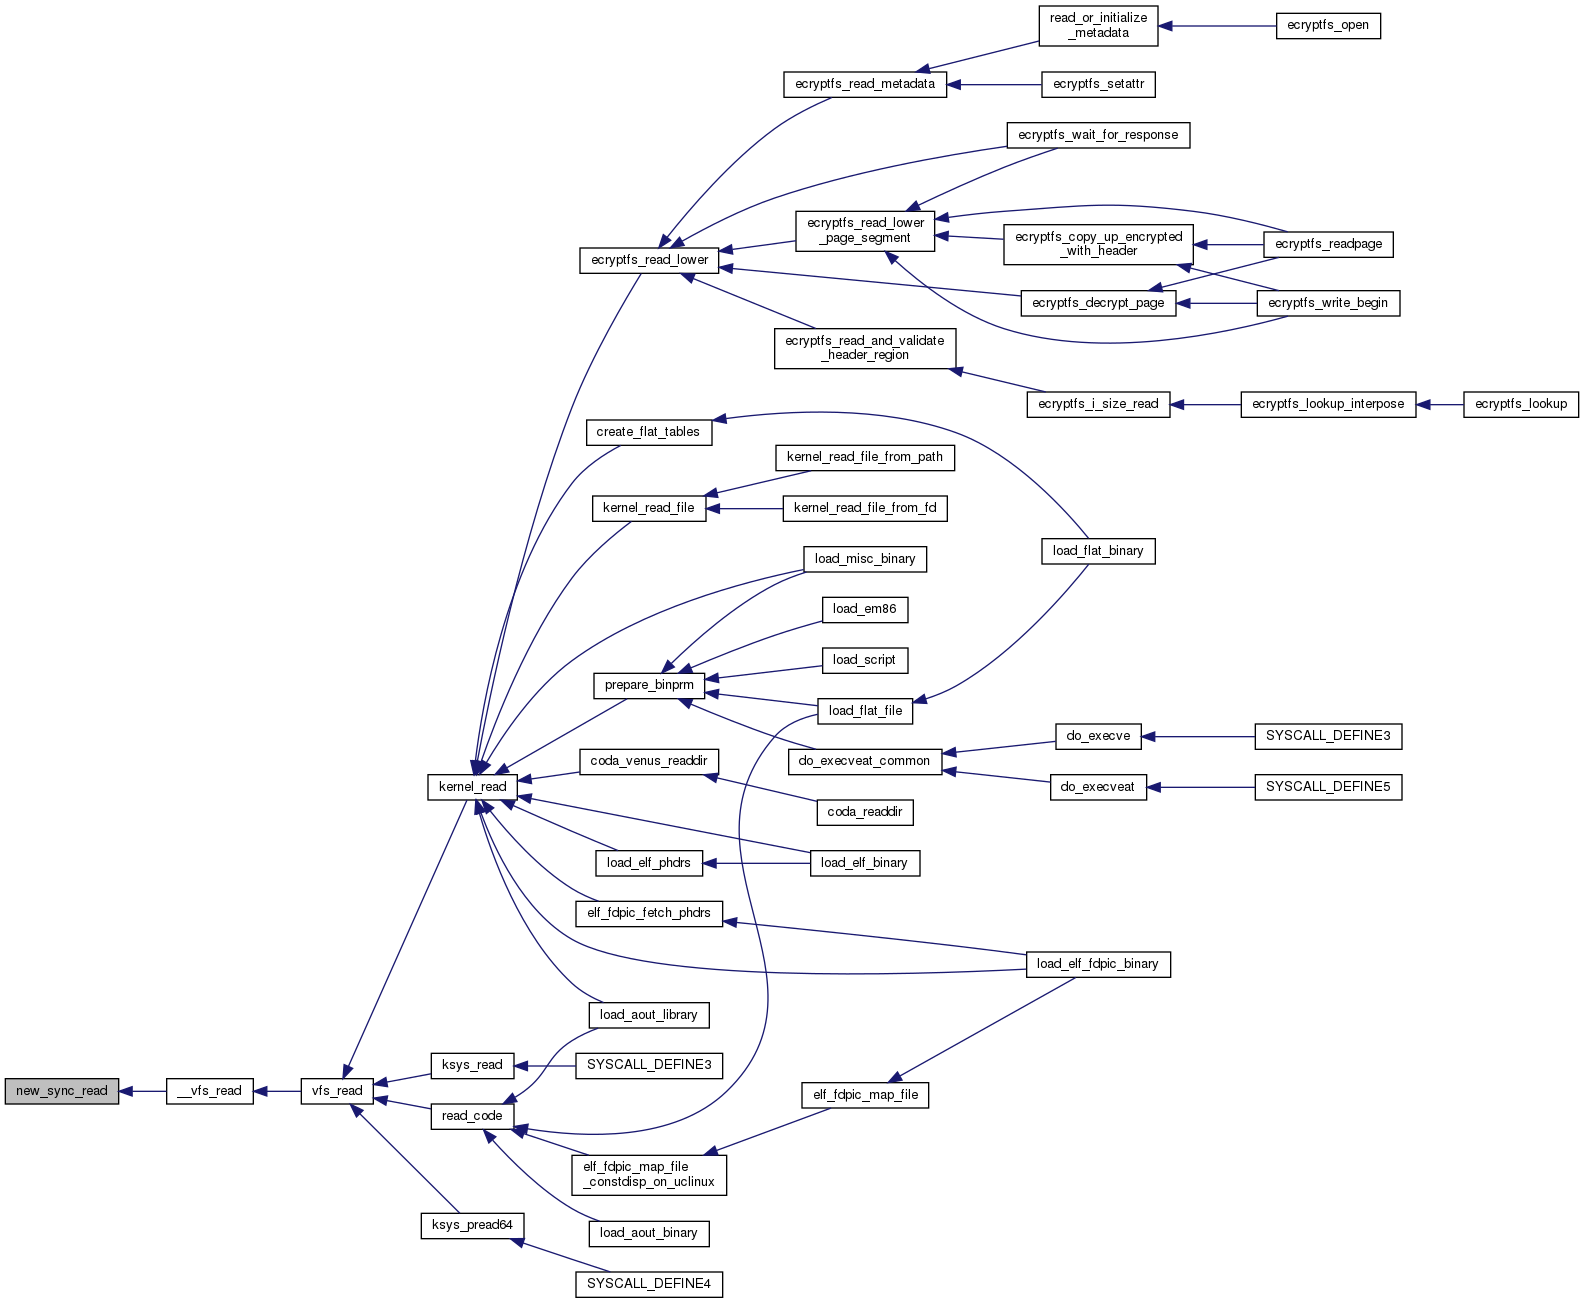 read_or_initialize
_metadata
ecryptfs_open
ecryptfs_read_metadata
ecryptfs_setattr
ecryptfs_wait_for_response
ecryptfs_read_lower
_page_segment
ecryptfs_copy_up_encrypted
_with_header
ecryptfs_readpage
ecryptfs_read_lower
ecryptfs_decrypt_page
ecryptfs_write_begin
ecryptfs_read_and_validate
_header_region
ecryptfs_i_size_read
ecryptfs_lookup_interpose
ecryptfs_lookup
create_flat_tables
kernel_read_file_from_path
kernel_read_file
kernel_read_file_from_fd
load_flat_binary
load_misc_binary
load_em86
load_script
prepare_binprm
load_flat_file
do_execve
SYSCALL_DEFINE3
coda_venus_readdir
do_execveat_common
kernel_read
do_execveat
SYSCALL_DEFINE5
coda_readdir
load_elf_phdrs
load_elf_binary
elf_fdpic_fetch_phdrs
load_elf_fdpic_binary
load_aout_library
ksys_read
SYSCALL_DEFINE3
new_sync_read
__vfs_read
vfs_read
elf_fdpic_map_file
read_code
elf_fdpic_map_file
_constdisp_on_uclinux
ksys_pread64
load_aout_binary
SYSCALL_DEFINE4